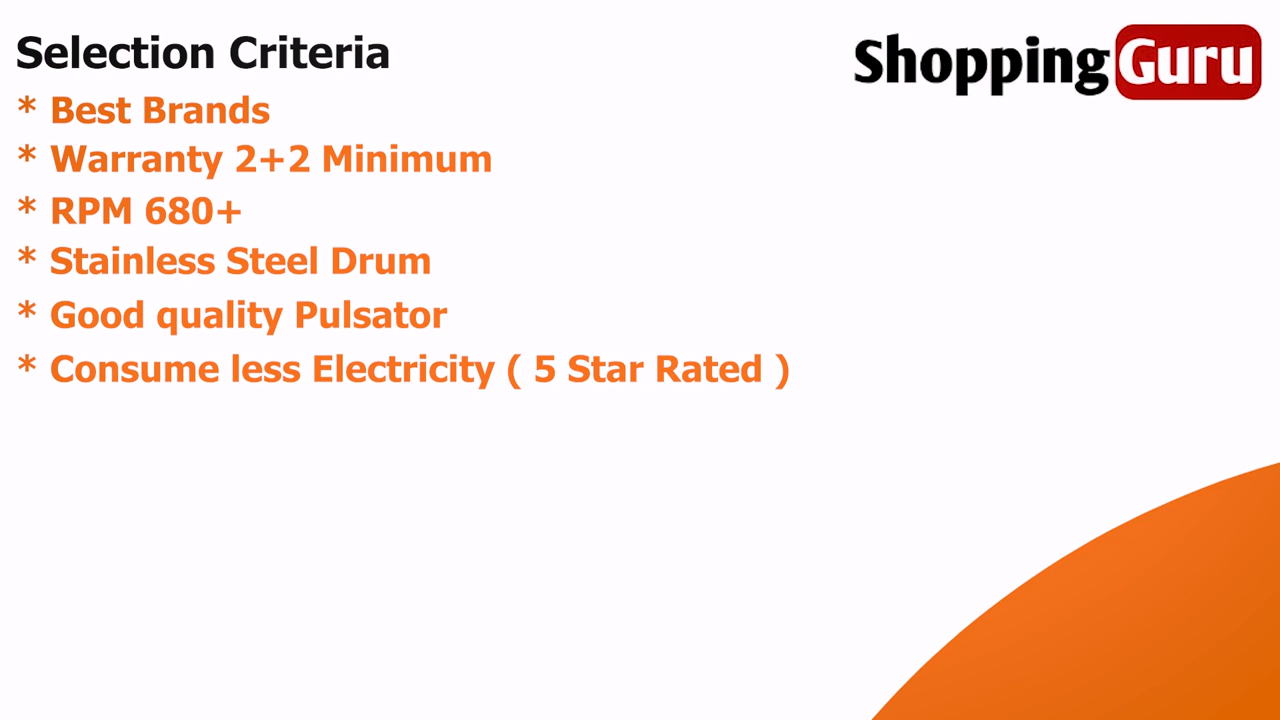 Selection Criteria
ShoppingGuru
* Best Brands
* Warranty 2+2 Minimum
* RPM 680+
* Stainless Steel Drum
* Good quality Pulsator
* Consume less Electricity ( 5 Star Rated )